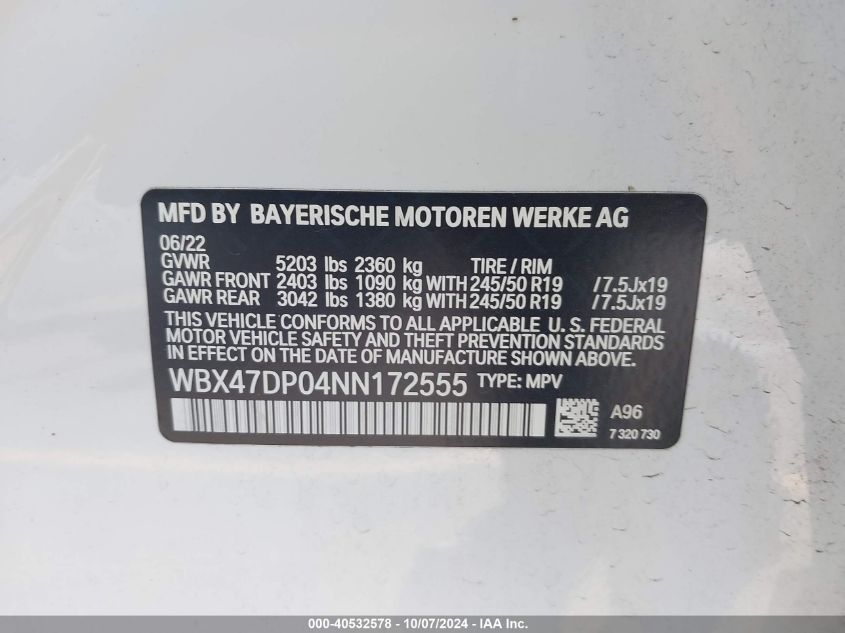 MFD BY BAYERISCHE MOTOREN WERKE AG
06/22
GVWR 5203 lbs 2360 kg TIRE / RIM
GAWR FRONT 2403 lbs 1090 kg WITH 245/50 R19 / 7.5Jx19
GAWR REAR 3042 lbs 1380 kg WITH 245/50 R19 / 7.5Jx19
THIS VEHICLE CONFORMS TO ALL APPLICABLE U. S. FEDERAL
MOTOR VEHICLE SAFETY AND THEFT PREVENTION STANDARDS
IN EFFECT ON THE DATE OF MANUFACTURE SHOWN ABOVE.
WBX47DP04NN172555 TYPE: MPV
A96
7 320 730
000-40532578 - 10/07/2024 - IAA Inc.